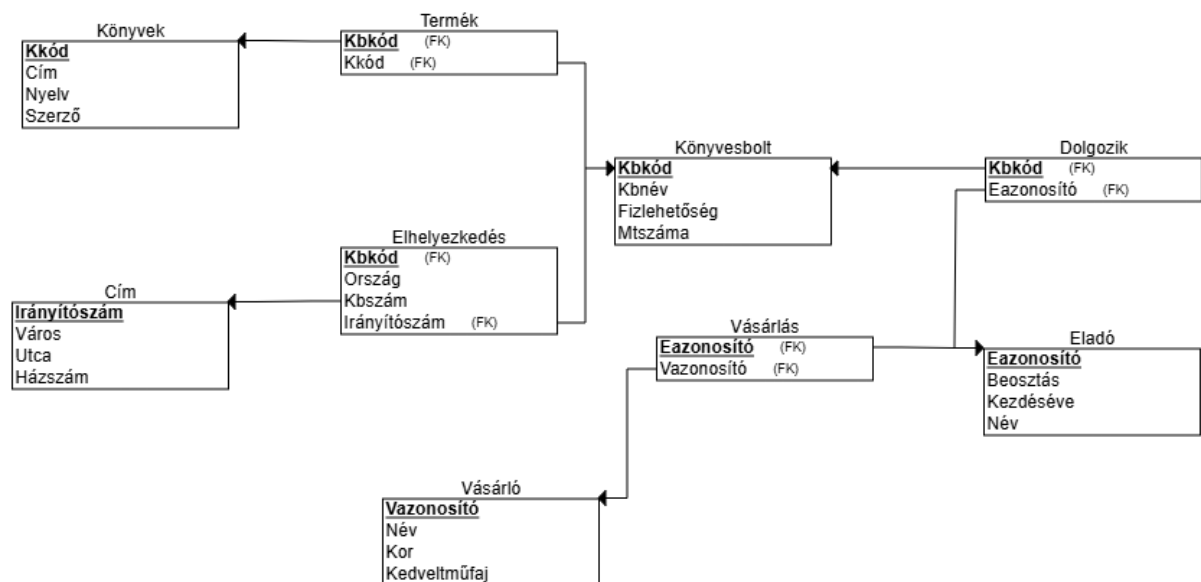 Könyvek
Kkód
Cím
Nyelv
Szerző
Termék
Kbkód (FK)
Kkód (FK)
Könyvesbolt
Kbkód
Kbnév
Fizlehetőség
Mtszáma
Dolgozik
Kbkód (FK)
Eazonosító (FK)
Elhelyezkedés
Kbkód (FK)
Ország
Kbszám
Irányítószám (FK)
Cím
Irányítószám
Város
Utca
Házszám
Vásárlás
Eazonosító (FK)
Vazonosító (FK)
Eladó
Eazonosító
Beosztás
Kezdéséve
Név
Vásárló
Vazonosító
Név
Kor
Kedveltműfaj